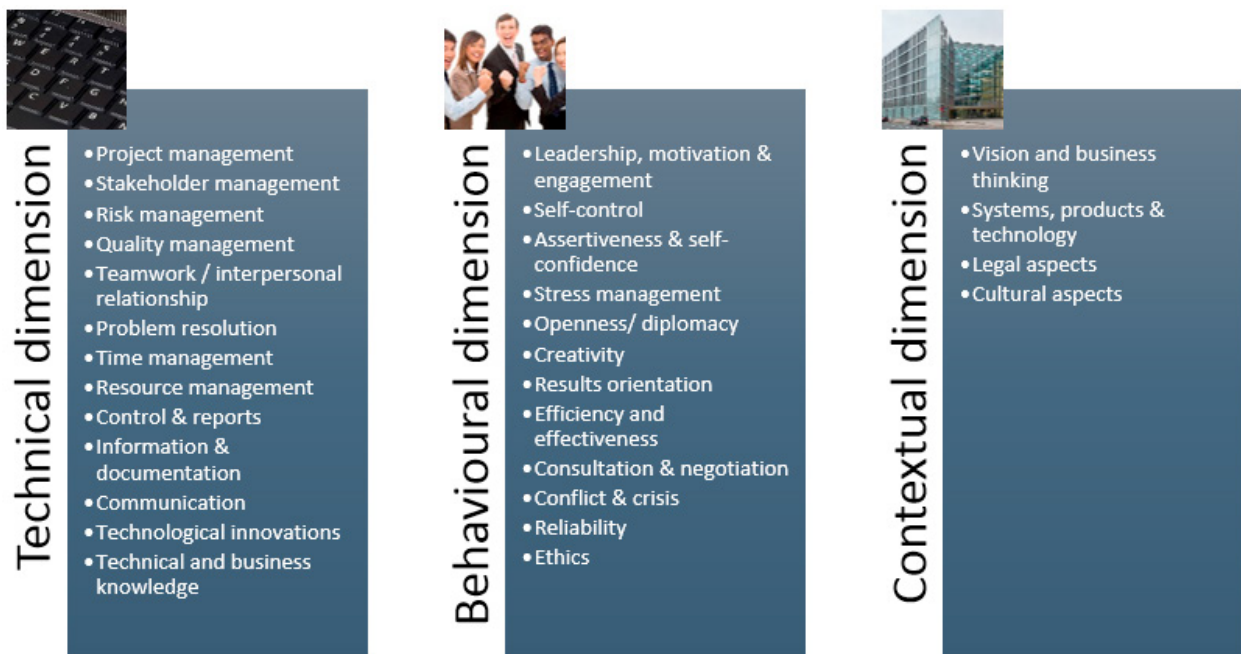 Technical dimension
•Project management
•Stakeholder management
•Risk management
•Quality management
•Teamwork / interpersonal
relationship
•Problem resolution
•Time management
•Resource management
•Control & reports
•Information &
documentation
•Communication
•Technological innovations
•Technical and business
knowledge
Behavioural dimension
•Leadership, motivation &
engagement
•Self-control
•Assertiveness & self-
confidence
•Stress management
•Openness/ diplomacy
•Creativity
•Results orientation
•Efficiency and
effectiveness
•Consultation & negotiation
•Conflict & crisis
•Reliability
•Ethics
Contextual dimension
•Vision and business
thinking
•Systems, products &
technology
•Legal aspects
•Cultural aspects